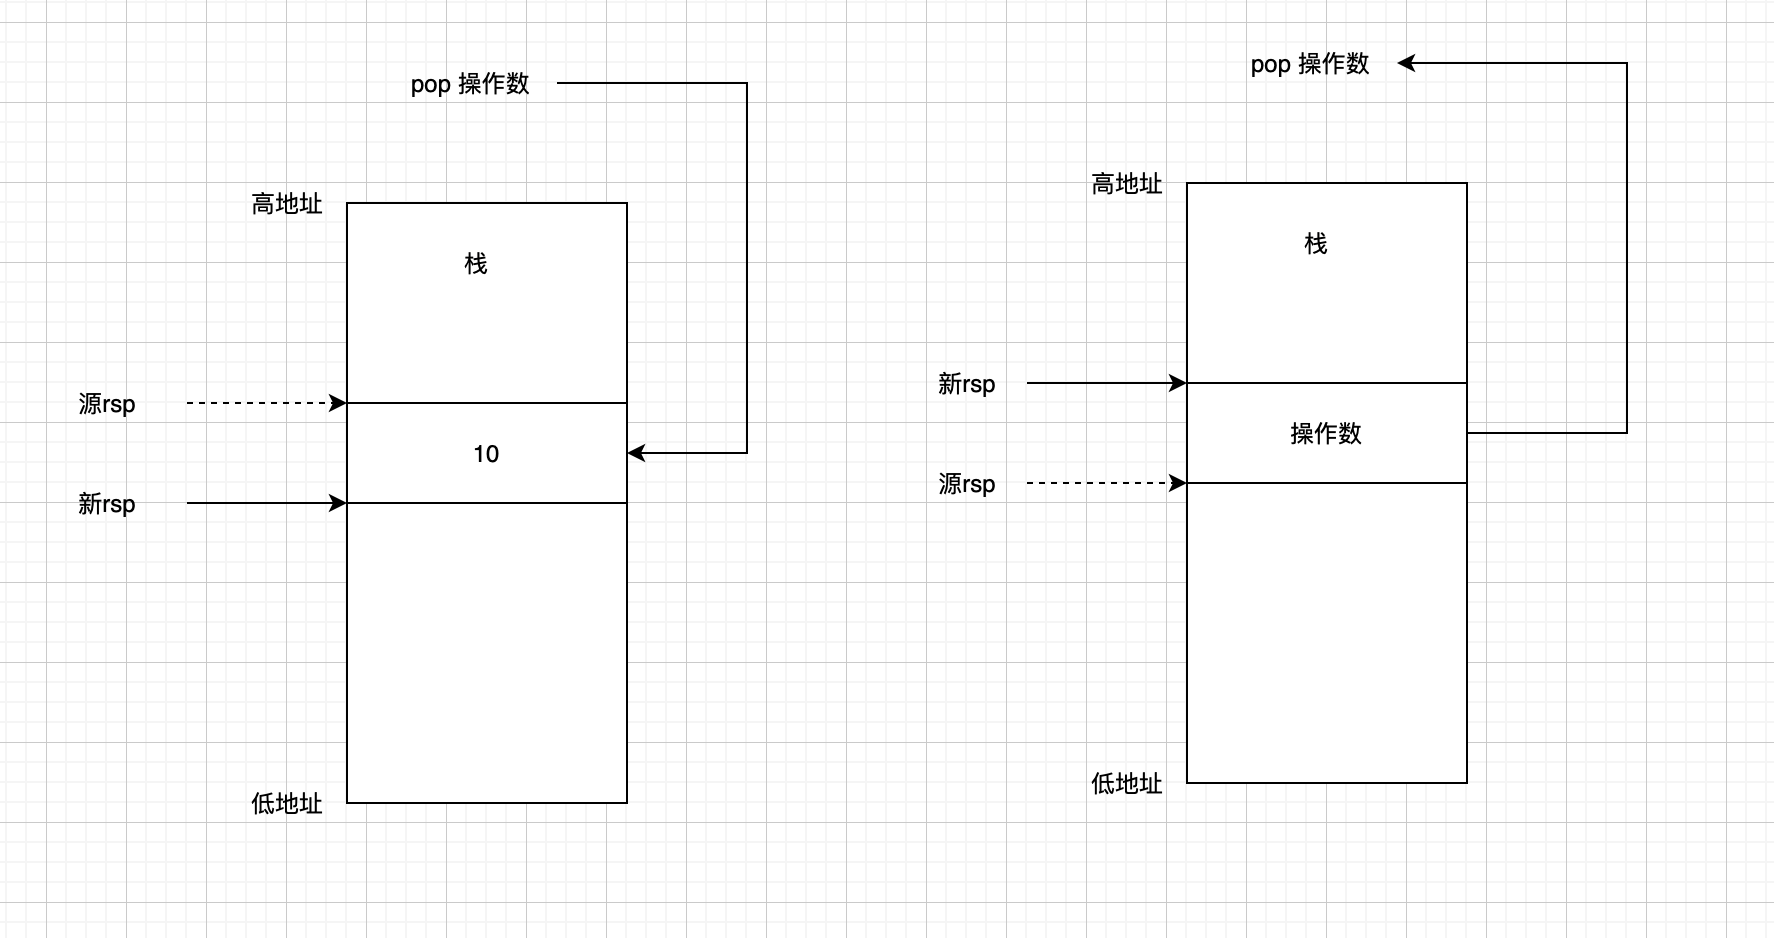 pop 操作数
高地址
栈
源rsp
10
新rsp
低地址
pop 操作数
高地址
栈
新rsp
操作数
源rsp
低地址